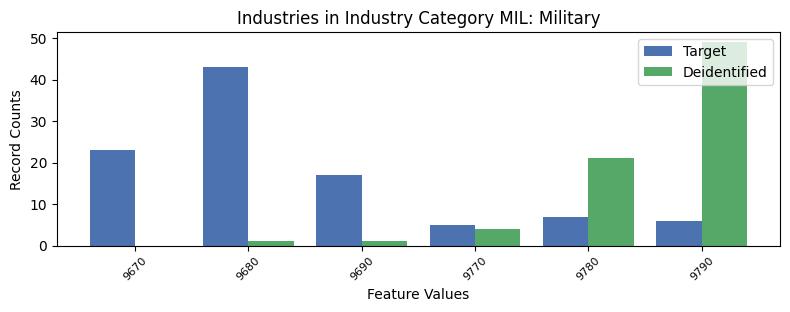 Industries in Industry Category MIL: Military
Target
Deidentified
Record Counts
50
40
30
20
10
0
9670 9680 9690 9770 9780 9790
Feature Values